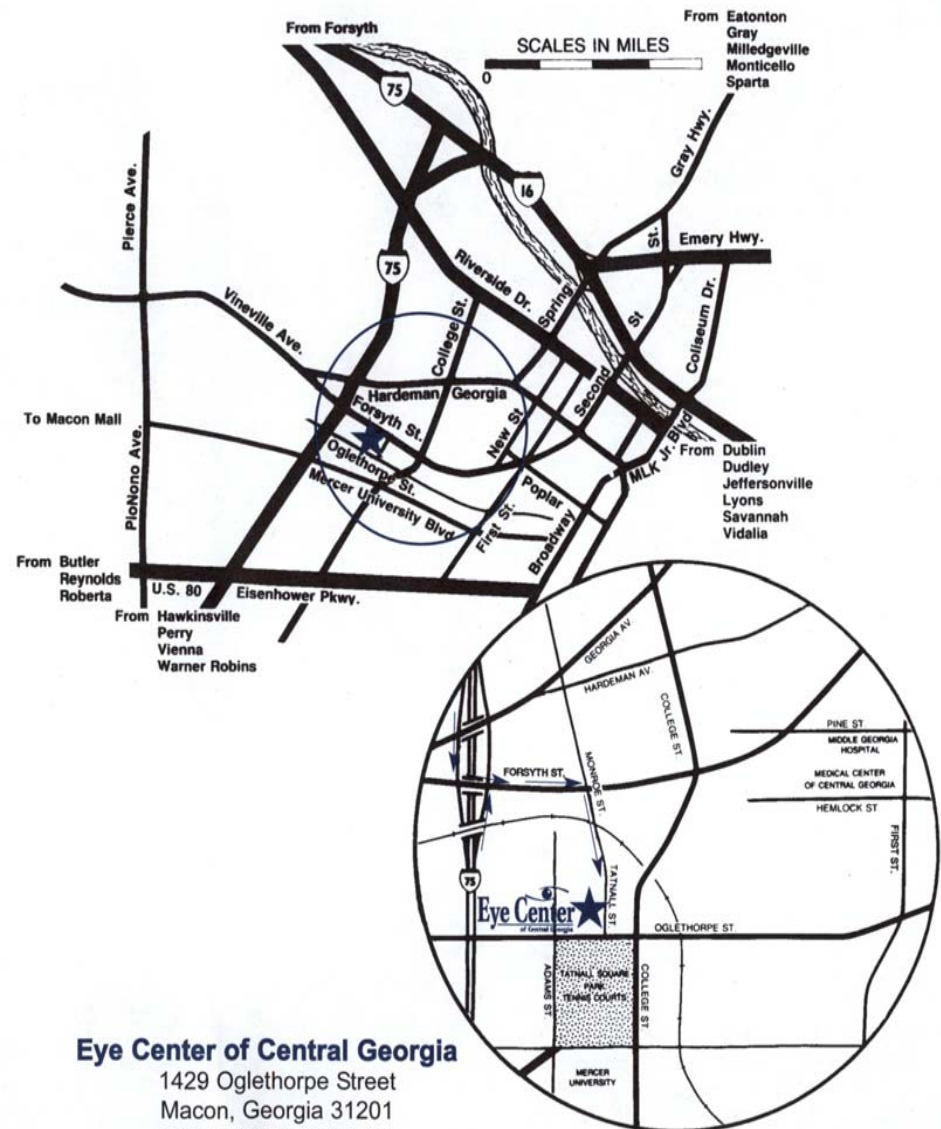 From Forsyth
SCALES IN MILES
0
From Eatonton
Gray
Milledgeville
Monticello
Sparta
75
16
Gray Hwy.
Pierce Ave.
St.
Emery Hwy.
75
Riverside Dr.
Spring
St
Coliseum Dr.
Vineville Ave.
College St.
Second
Hardeman Georgia
To Macon Mall
Forsyth St.
New St
MLK Jr. Blvd
From Dublin
Dudley
Jeffersonville
Lyons
Savannah
Vidalia
Oglethorpe St.
Mercer University Blvd
Poplar
PioNono Ave.
First St.
Broadway
From Butler
Reynolds
Roberta
U.S. 80
Eisenhower Pkwy.
From Hawkinsville
Perry
Vienna
Warner Robins
GEORGIA AV.
HARDEMAN AV.
COLLEGE ST.
PINE ST.
MIDDLE GEORGIA
HOSPITAL
FORSYTH ST.
MONROE ST.
MEDICAL CENTER
OF CENTRAL GEORGIA
HEMLOCK ST.
FIRST ST.
75
TATNALL ST.
Eye Center
of Central Georgia
OGLETHORPE ST.
ADAMS ST.
TATNALL SQUARE
PARK
TENNIS COURTS
COLLEGE ST.
MERCER
UNIVERSITY
Eye Center of Central Georgia
1429 Oglethorpe Street
Macon, Georgia 31201